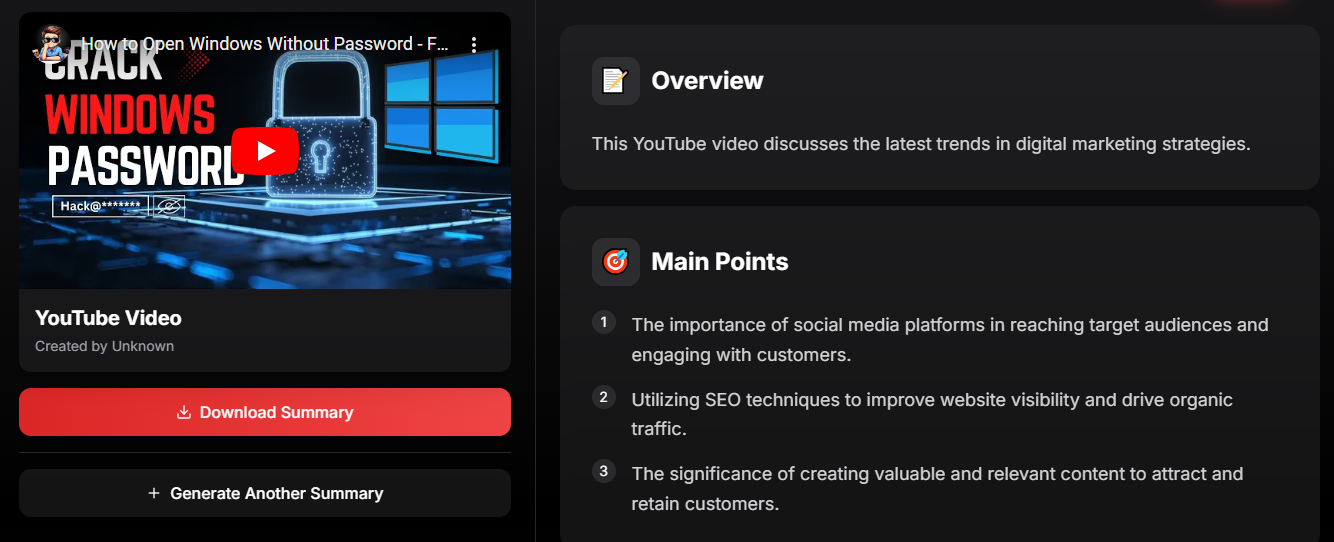 How to Open Windows Without Password - F...
CRACK
WINDOWS
PASSWORD
Hack@*******
YouTube Video
Created by Unknown
Download Summary
Generate Another Summary
Overview
This YouTube video discusses the latest trends in digital marketing strategies.
Main Points
1 The importance of social media platforms in reaching target audiences and
engaging with customers.
2 Utilizing SEO techniques to improve website visibility and drive organic
traffic.
3 The significance of creating valuable and relevant content to attract and
retain customers.